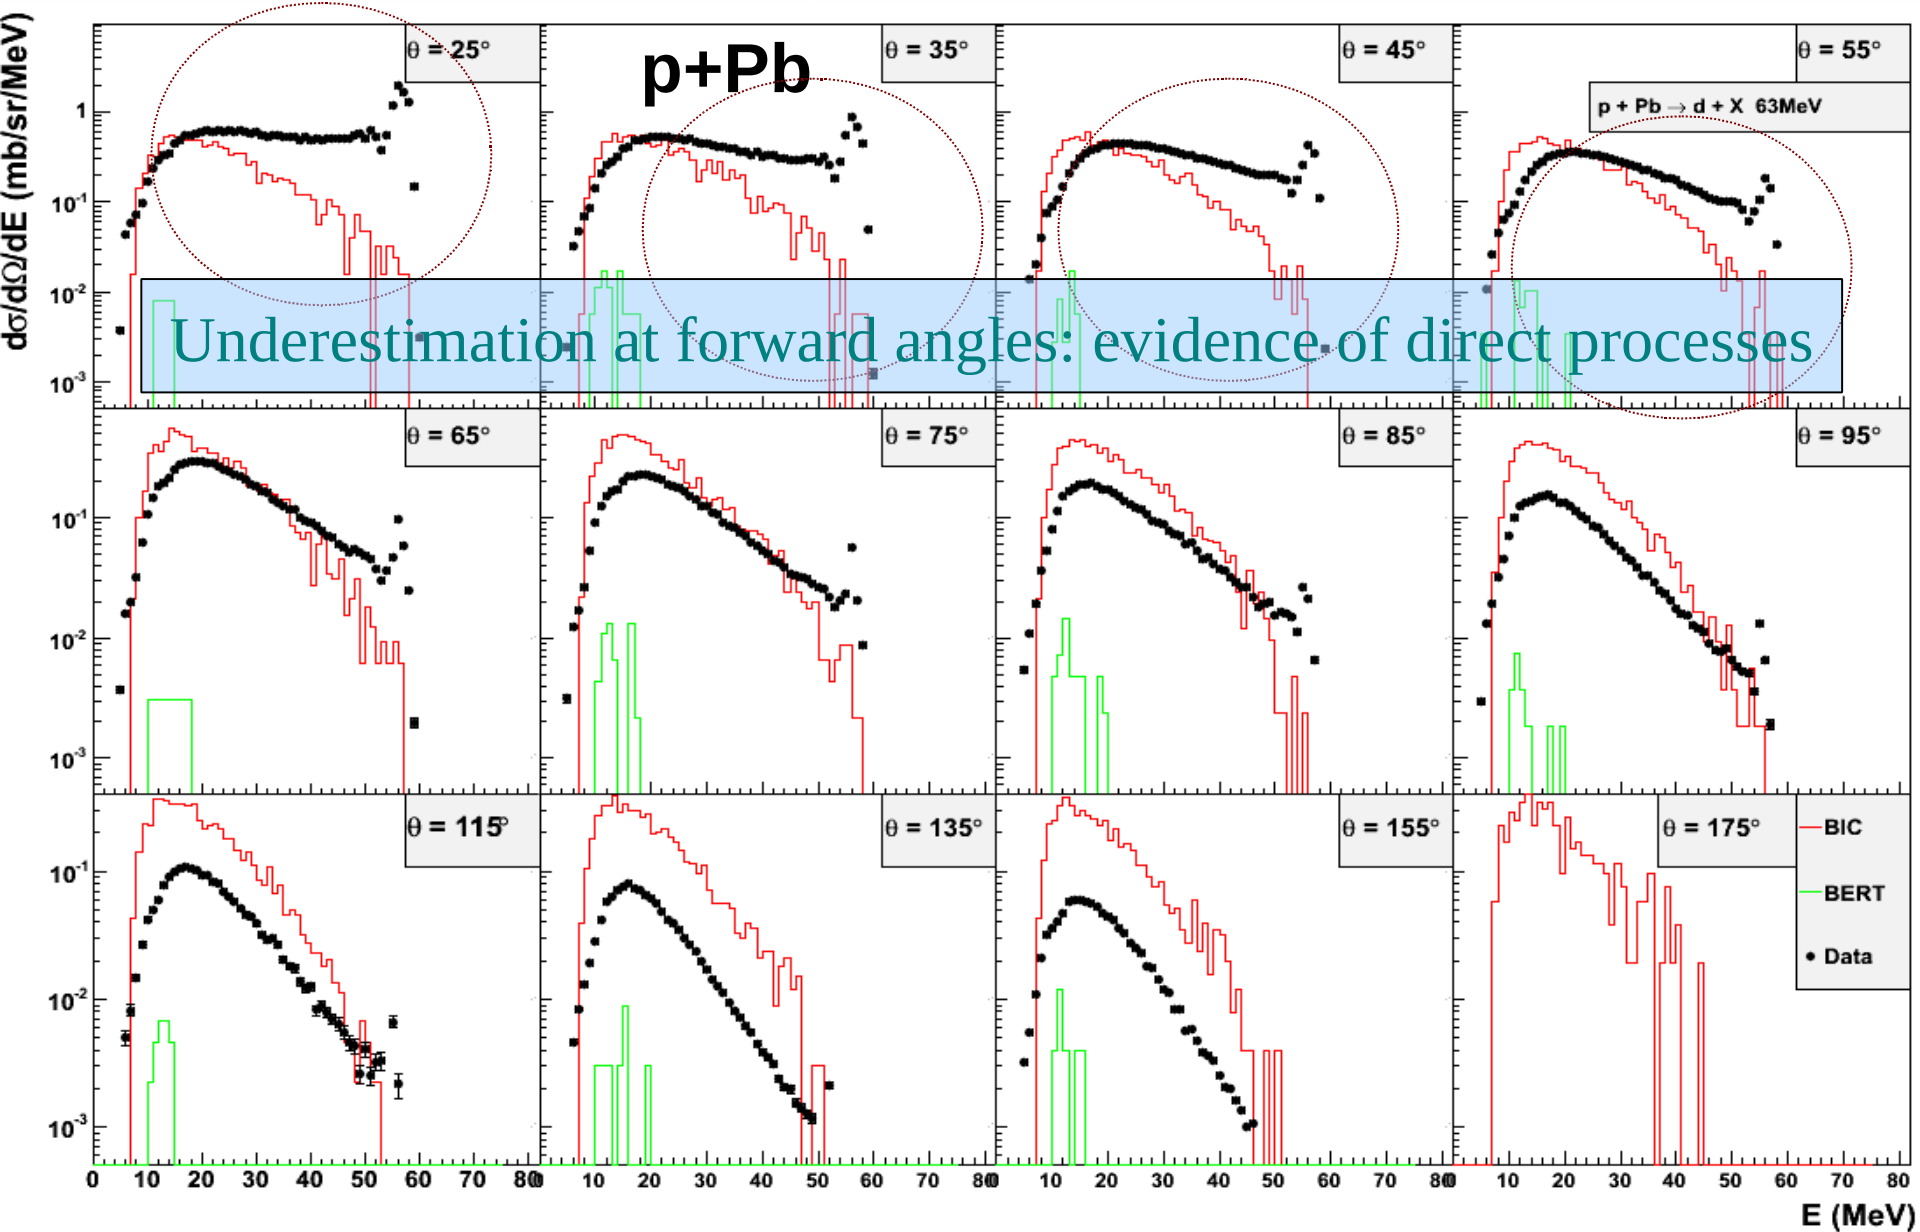 dσ/dΩ/dE (mb/sr/MeV)
p+Pb
θ = 25°
θ = 35°
θ = 45°
θ = 55°
p + Pb → d + X 63MeV
1
10⁻¹
10⁻²
10⁻³
Underestimation at forward angles: evidence of direct processes
θ = 65°
θ = 75°
θ = 85°
θ = 95°
10⁻¹
10⁻²
10⁻³
θ = 115°
θ = 135°
θ = 155°
θ = 175°
BIC
BERT
Data
10⁻¹
10⁻²
10⁻³
0 10 20 30 40 50 60 70 80
0 10 20 30 40 50 60 70 80
0 10 20 30 40 50 60 70 80
0 10 20 30 40 50 60 70 80
E (MeV)